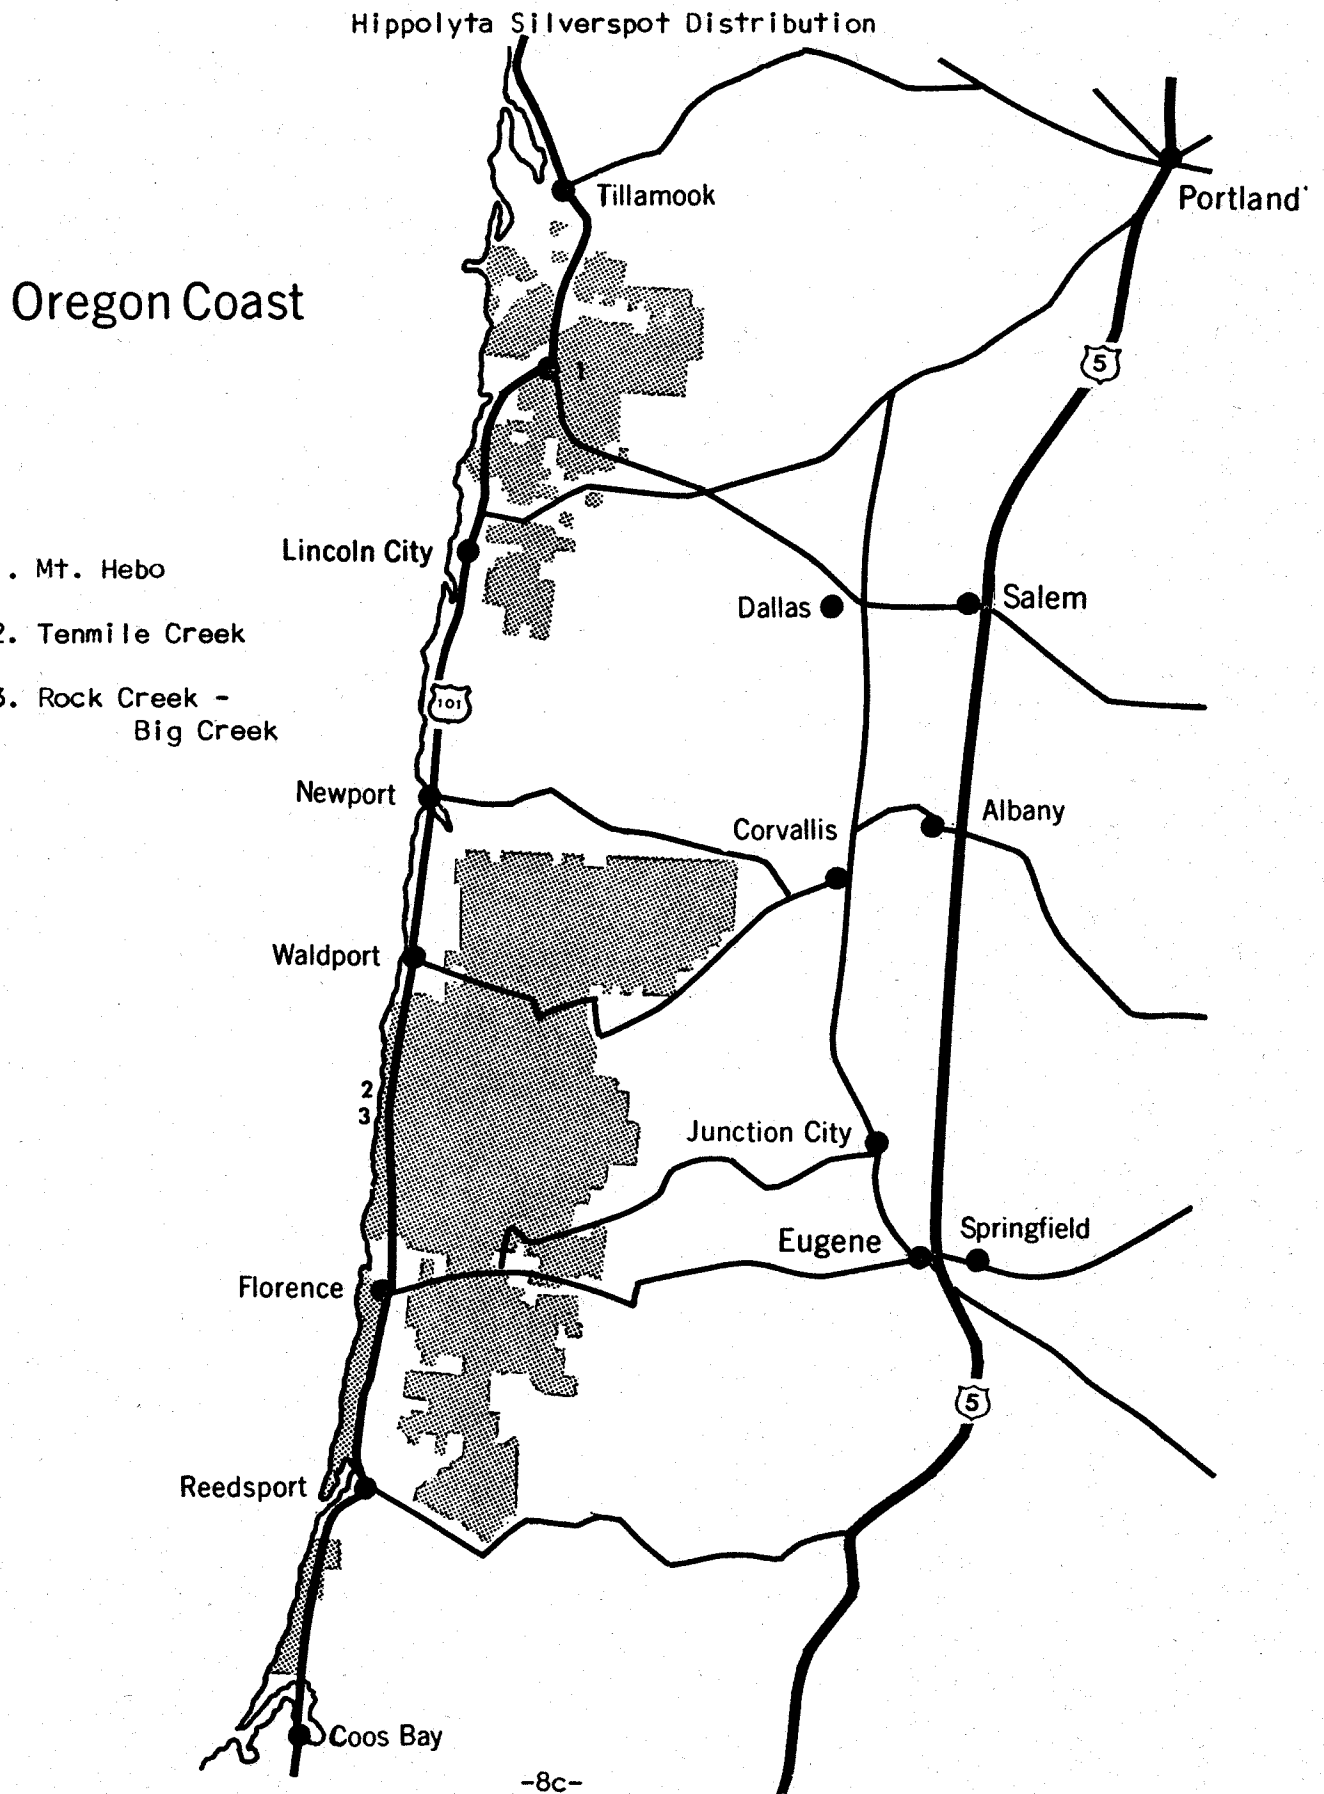 Hippolyta Silverspot Distribution
Tillamook
Portland
Oregon Coast
5
1
Lincoln City
. Mt. Hebo
Dallas
Salem
2. Tenmile Creek
3. Rock Creek -
Big Creek
101
Newport
Corvallis
Albany
Waldport
2
3
Junction City
Springfield
Eugene
Florence
5
Reedsport
Coos Bay
-8c-